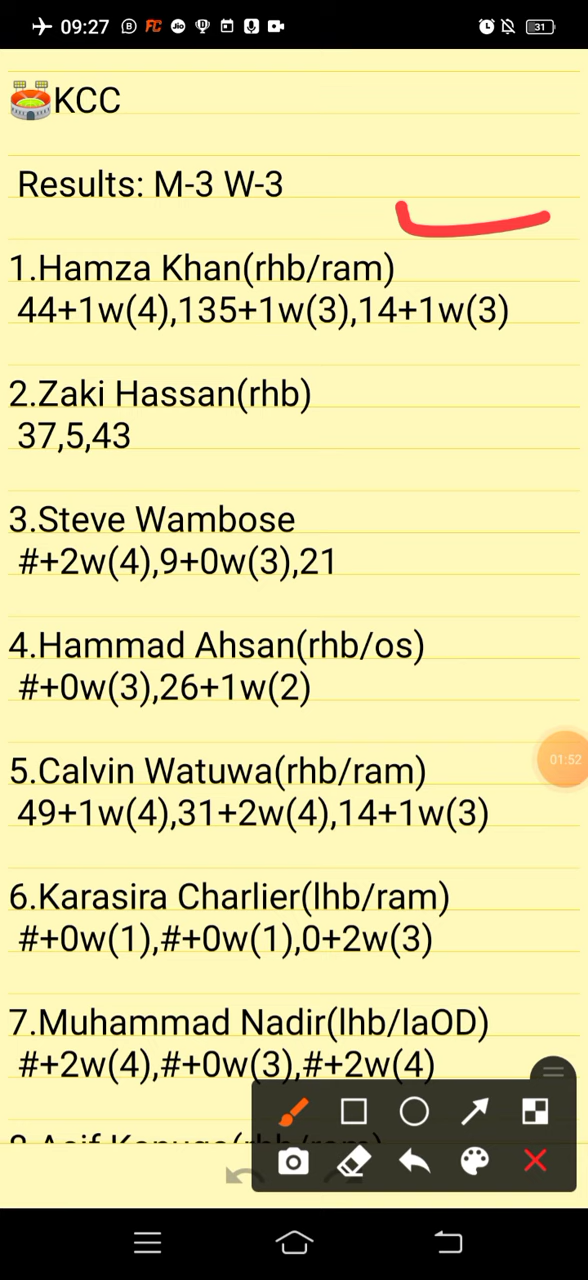 09:27
FC
Jio
31
KCC
Results: M-3 W-3
1.Hamza Khan(rhb/ram)
44+1w(4),135+1w(3),14+1w(3)
2.Zaki Hassan(rhb)
37,5,43
3.Steve Wambose
#+2w(4),9+0w(3),21
4.Hammad Ahsan(rhb/os)
#+0w(3),26+1w(2)
5.Calvin Watuwa(rhb/ram)
49+1w(4),31+2w(4),14+1w(3)
01:52
6.Karasira Charlier(lhb/ram)
#+0w(1),#+0w(1),0+2w(3)
7.Muhammad Nadir(lhb/laOD)
#+2w(4),#+0w(3),#+2w(4)